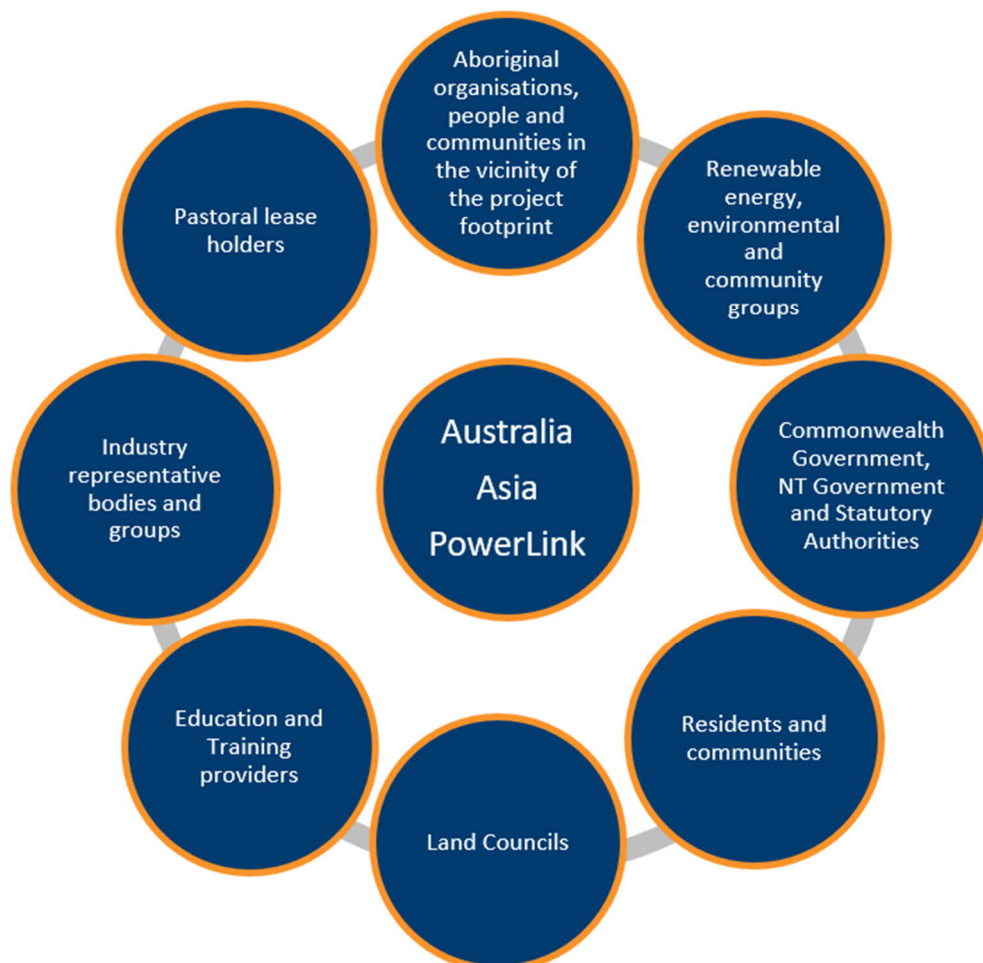 Aboriginal
organisations,
people and
communities in
the vicinity of
the project
footprint
Renewable
energy,
environmental
and
community
groups
Commonwealth
Government,
NT Government
and Statutory
Authorities
Residents and
communities
Land Councils
Education and
Training
providers
Industry
representative
bodies and
groups
Pastoral lease
holders
Australia
Asia
PowerLink